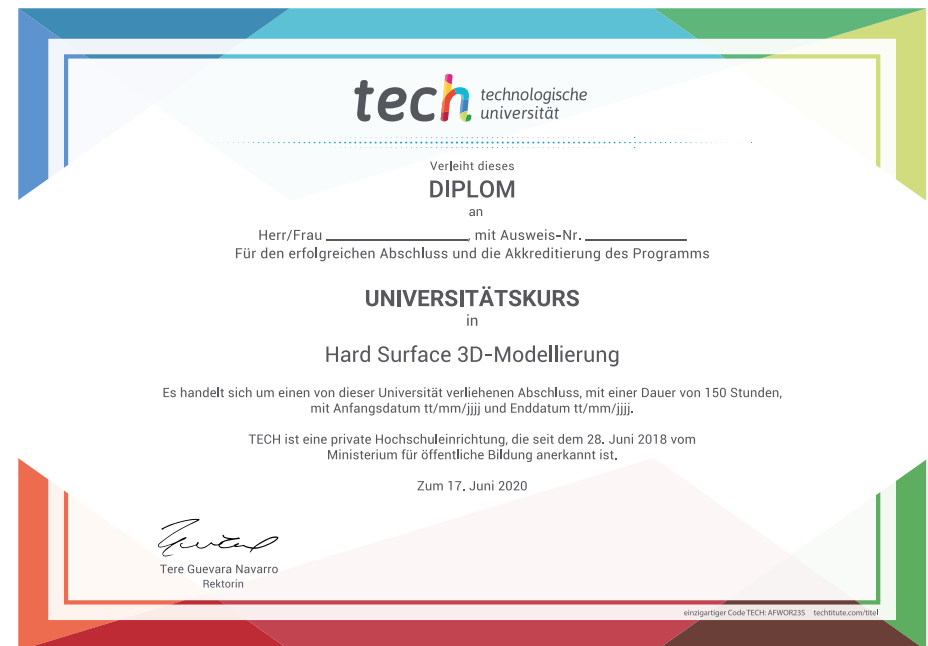 tech technologische
universität
Verleiht dieses
DIPLOM
an
Herr/Frau ____________________, mit Ausweis-Nr. ______________
Für den erfolgreichen Abschluss und die Akkreditierung des Programms
UNIVERSITÄTSKURS
in
Hard Surface 3D-Modellierung
Es handelt sich um einen von dieser Universität verliehenen Abschluss, mit einer Dauer von 150 Stunden,
mit Anfangsdatum tt/mm/jjjj und Enddatum tt/mm/jjjj.
TECH ist eine private Hochschuleinrichtung, die seit dem 28. Juni 2018 vom
Ministerium für öffentliche Bildung anerkannt ist.
Zum 17. Juni 2020
Tere Guevara Navarro
Rektorin
einzigartiger Code TECH: AFWOR23S techtitute.com/titel